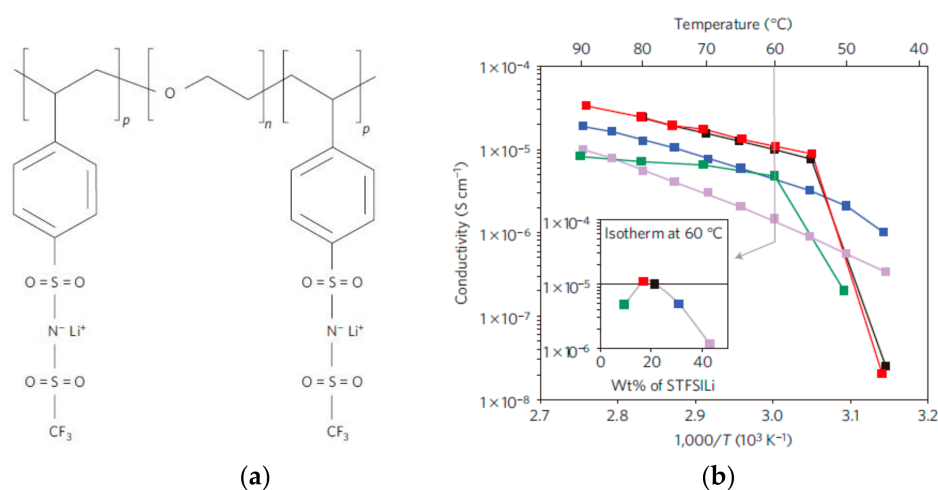 O
p
n
p
O = S = O
O = S = O
N⁻ Li⁺
N⁻ Li⁺
O = S = O
O = S = O
CF₃
CF₃
(a)
Temperature (°C)
90 80 70 60 50 40
1×10⁻⁴
1×10⁻⁵
1×10⁻⁶
1×10⁻⁷
1×10⁻⁸
Conductivity (S cm⁻¹)
1×10⁻⁴
Isotherm at 60 °C
1×10⁻⁵
1×10⁻⁶
0 20 40
Wt% of STFSILi
2.7 2.8 2.9 3.0 3.1 3.2
1,000/T (10³ K⁻¹)
(b)